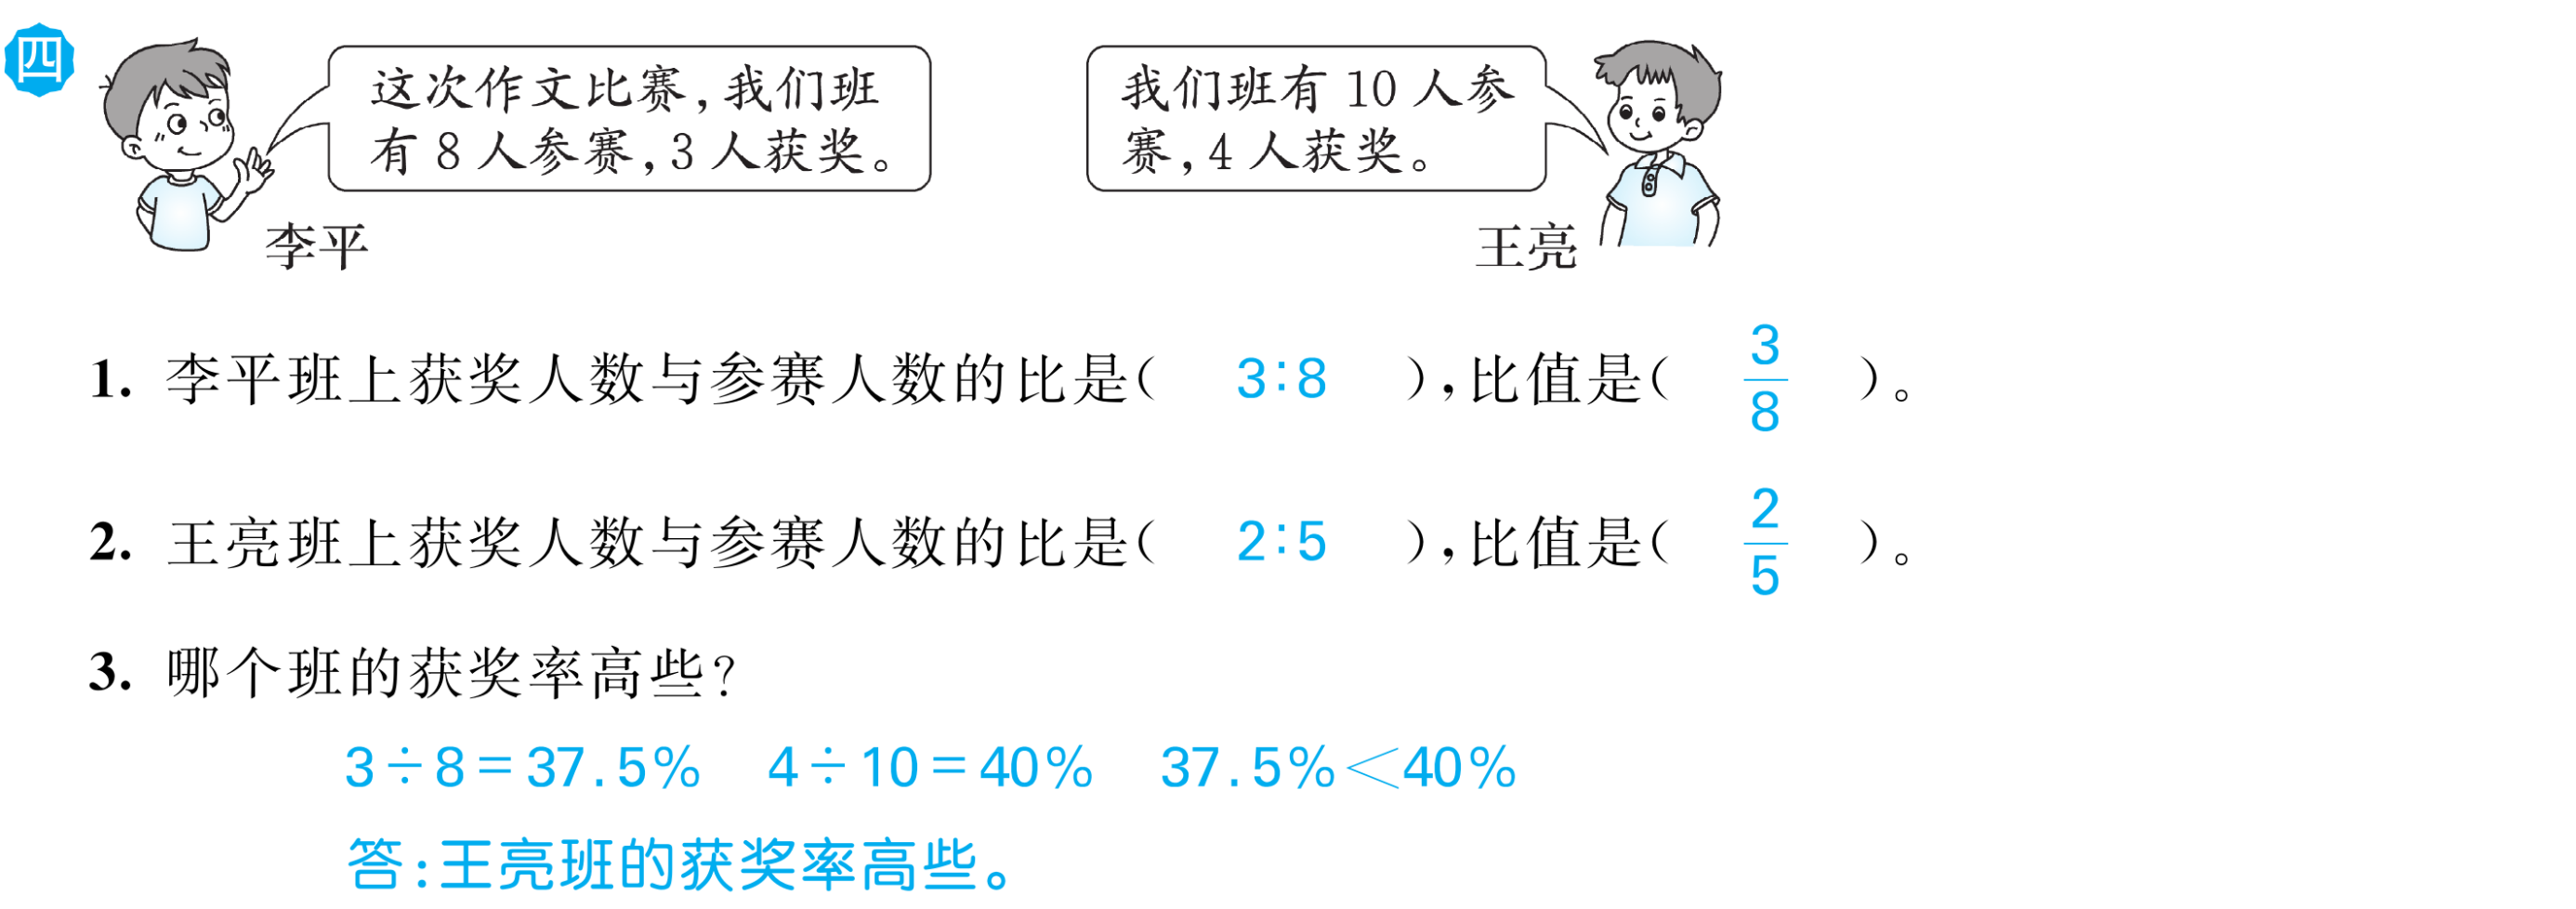 四
这次作文比赛,我们班
有 8 人参赛,3 人获奖。
李平
我们班有 10 人参
赛,4 人获奖。
王亮
1. 李平班上获奖人数与参赛人数的比是( 3∶8 ),比值是( 3/8 )。
2. 王亮班上获奖人数与参赛人数的比是( 2∶5 ),比值是( 2/5 )。
3. 哪个班的获奖率高些?
3÷8=37.5% 4÷10=40% 37.5%<40%
答:王亮班的获奖率高些。